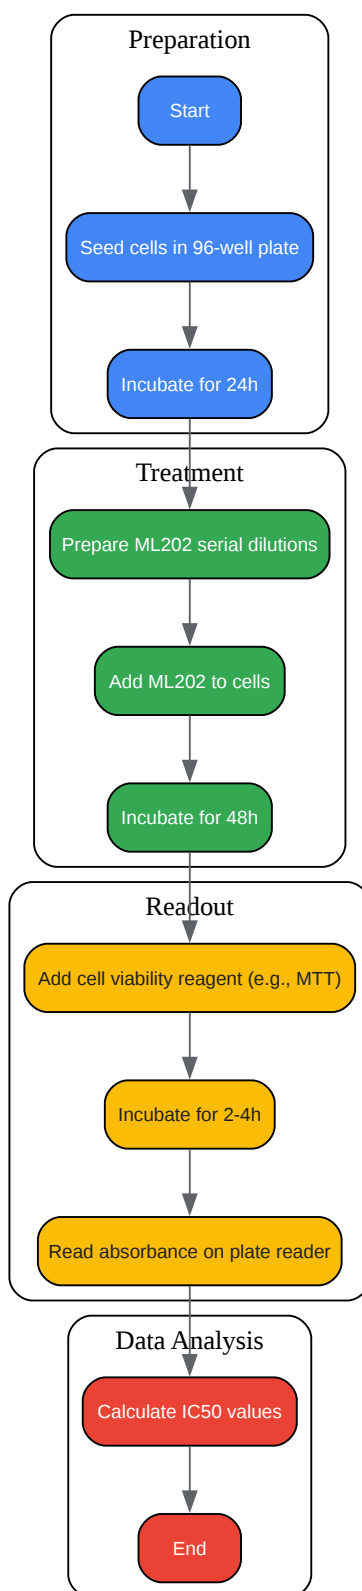 Preparation
Start
Seed cells in 96-well plate
Incubate for 24h
Treatment
Prepare ML202 serial dilutions
Add ML202 to cells
Incubate for 48h
Readout
Add cell viability reagent (e.g., MTT)
Incubate for 2-4h
Read absorbance on plate reader
Data Analysis
Calculate IC50 values
End